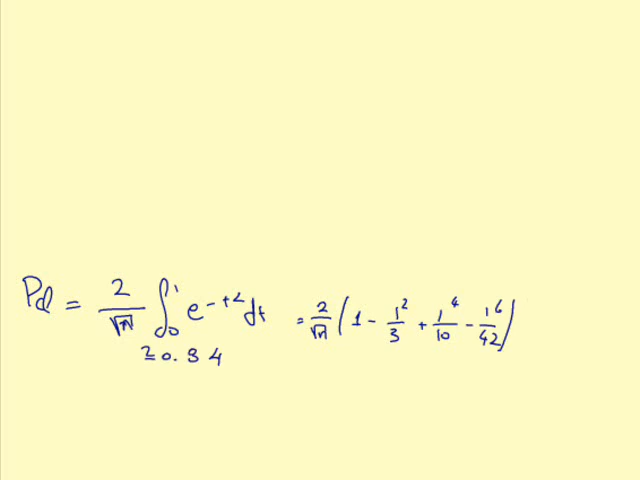 Pd = 2/√π ∫₀¹ e^(-t²) dt = 2/√π (1 - 1²/3 + 1⁴/10 - 1⁶/42)
≃ 0.84